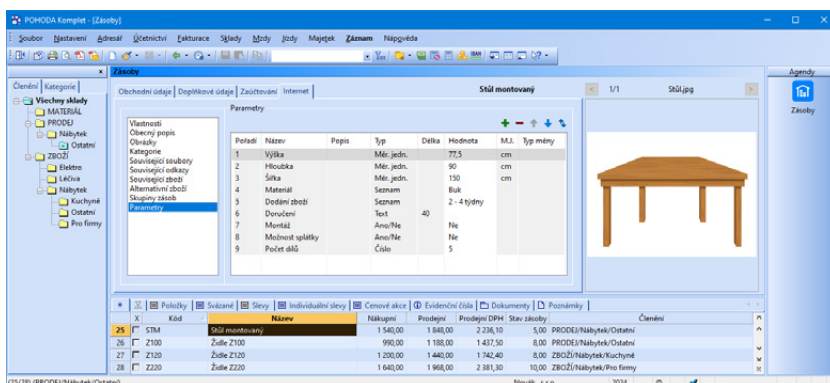 POHODA Komplet - [Zásoby]
Soubor Nastavení Adresář Účetnictví Fakturace Sklady Mzdy Jízdy Majetek Záznam Nápověda
Zásoby
Agendy
Členění Kategorie
Obchodní údaje Doplňkové údaje Zaúčtování Internet
Stůl montovaný
1/1 Stůl.jpg
Zásoby
Všechny sklady
MATERIÁL
PRODEJ
Nábytek
Ostatní
ZBOŽÍ
Elektro
Léčiva
Nábytek
Kuchyně
Ostatní
Pro firmy
Vlastnosti
Obecný popis
Obrázky
Kategorie
Související soubory
Související odkazy
Související zboží
Alternativní zboží
Skupiny zásob
Parametry
Parametry
Pořadí Název Popis Typ Délka Hodnota M.J. Typ měny
1 Výška Měr. jedn. 77,5 cm
2 Hloubka Měr. jedn. 90 cm
3 Šířka Měr. jedn. 150 cm
4 Materiál Seznam Buk
5 Dodání zboží Seznam 2 - 4 týdny
6 Doručení Text 40
7 Montáž Ano/Ne Ne
8 Možnost splátky Ano/Ne Ne
9 Počet dílů Číslo 5
Položky Svázané Slevy Individuální slevy Cenové akce Evidenční čísla Dokumenty Poznámky
X Kód Název Nákupní Prodejní Prodejní DPH Stav zásoby Členění
25 STM Stůl montovaný 1 540,00 1 848,00 2 236,10 5,00 PRODEJ/Nábytek/Ostatní
26 Z100 Židle Z100 990,00 1 188,00 1 437,50 8,00 PRODEJ/Nábytek/Ostatní
27 Z120 Židle Z120 1 200,00 1 440,00 1 742,40 8,00 ZBOŽÍ/Nábytek/Kuchyně
28 Z220 Židle Z220 1 640,00 1 968,00 2 381,30 10,00 ZBOŽÍ/Nábytek/Pro firmy